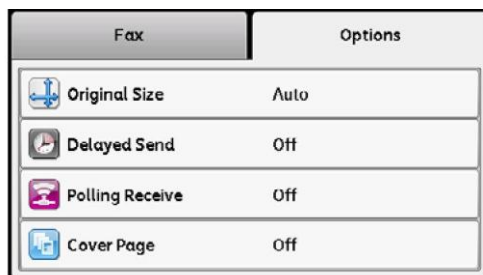 Fax Options
Original Size Auto
Delayed Send Off
Polling Receive Off
Cover Page Off